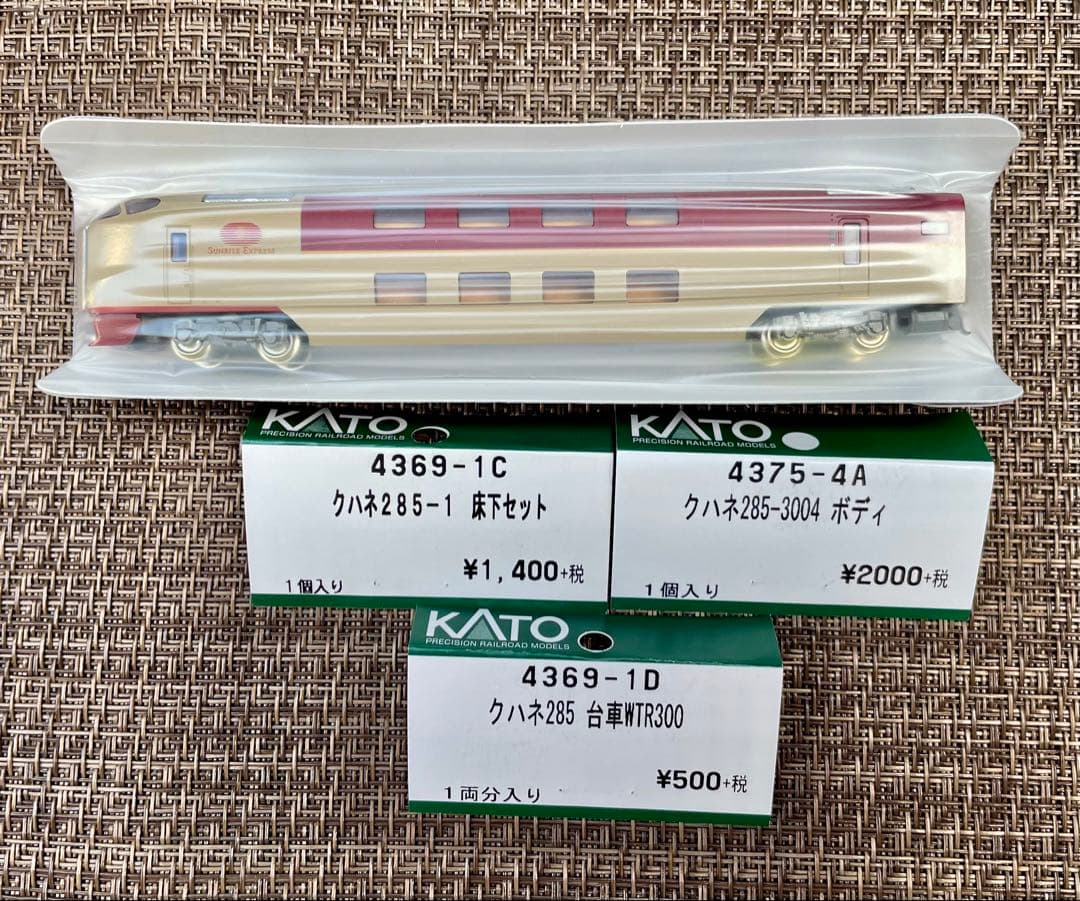 SUNRISE EXPRESS
KATO
PRECISION RAILROAD MODELS
4369-1C
クハネ285-1 床下セット
¥1,400+税
1個入り
KATO
PRECISION RAILROAD MODELS
4375-4A
クハネ285-3004 ボディ
¥2000+税
1個入り
KATO
PRECISION RAILROAD MODELS
4369-1D
クハネ285 台車WTR300
¥500+税
1両分入り